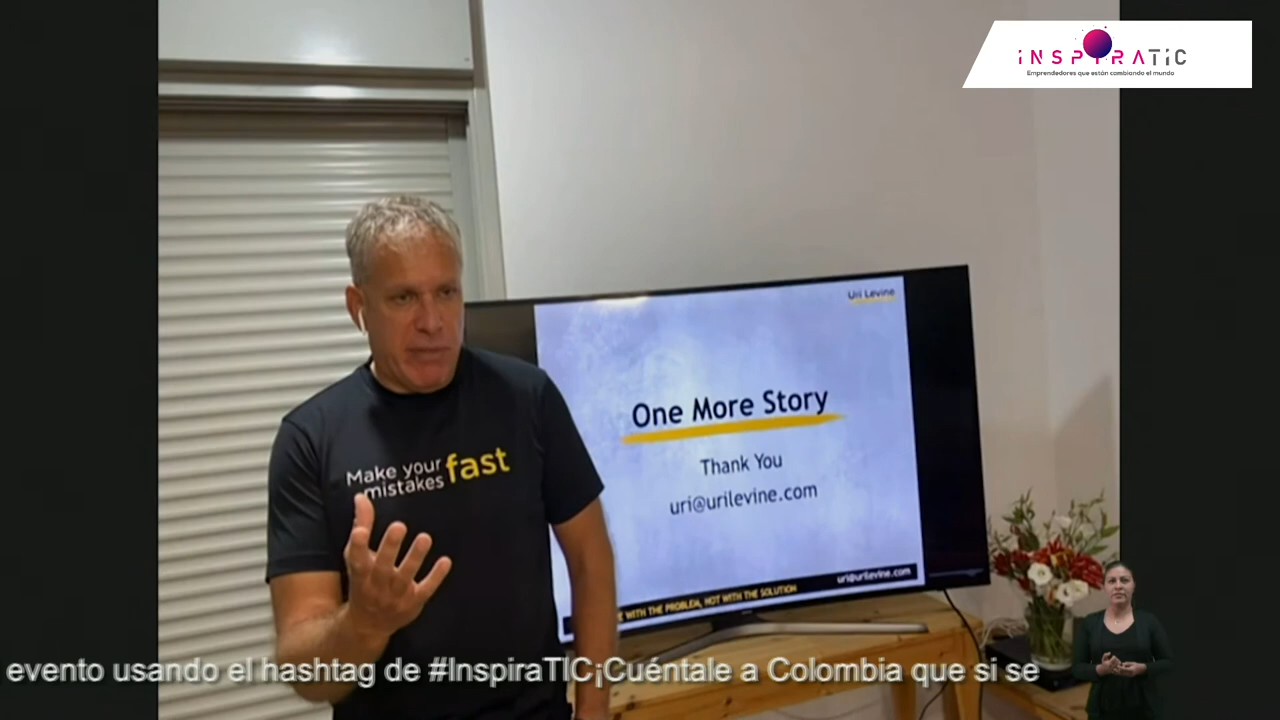 INSPIRATIC
Emprendedores que están cambiando el mundo
Uri Levine
One More Story
Thank You
uri@urilevine.com
uri@urilevine.com
WITH THE PROBLEM, NOT WITH THE SOLUTION
Make your fast
mistakes
evento usando el hashtag de #InspiraTIC¡Cuéntale a Colombia que si se